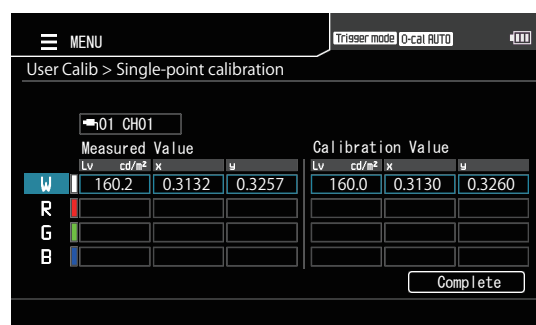 MENU
Trigger mode O-cal AUTO
User Calib > Single-point calibration
01 CH01
Measured Value Calibration Value
Lv cd/m² x y Lv cd/m² x y
W 160.2 0.3132 0.3257 160.0 0.3130 0.3260
R
G
B
Complete